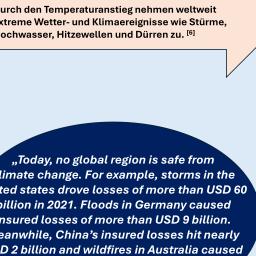 urch den Temperaturanstieg nehmen weltweit
xtreme Wetter- und Klimaereignisse wie Stürme,
ochwasser, Hitzewellen und Dürren zu. [6]
„Today, no global region is safe from
limate change. For example, storms in the
ted states drove losses of more than USD 60
billion in 2021. Floods in Germany caused
nsured losses of more than USD 9 billion.
eanwhile, China's insured losses hit nearly
D 2 billion and wildfires in Australia caused